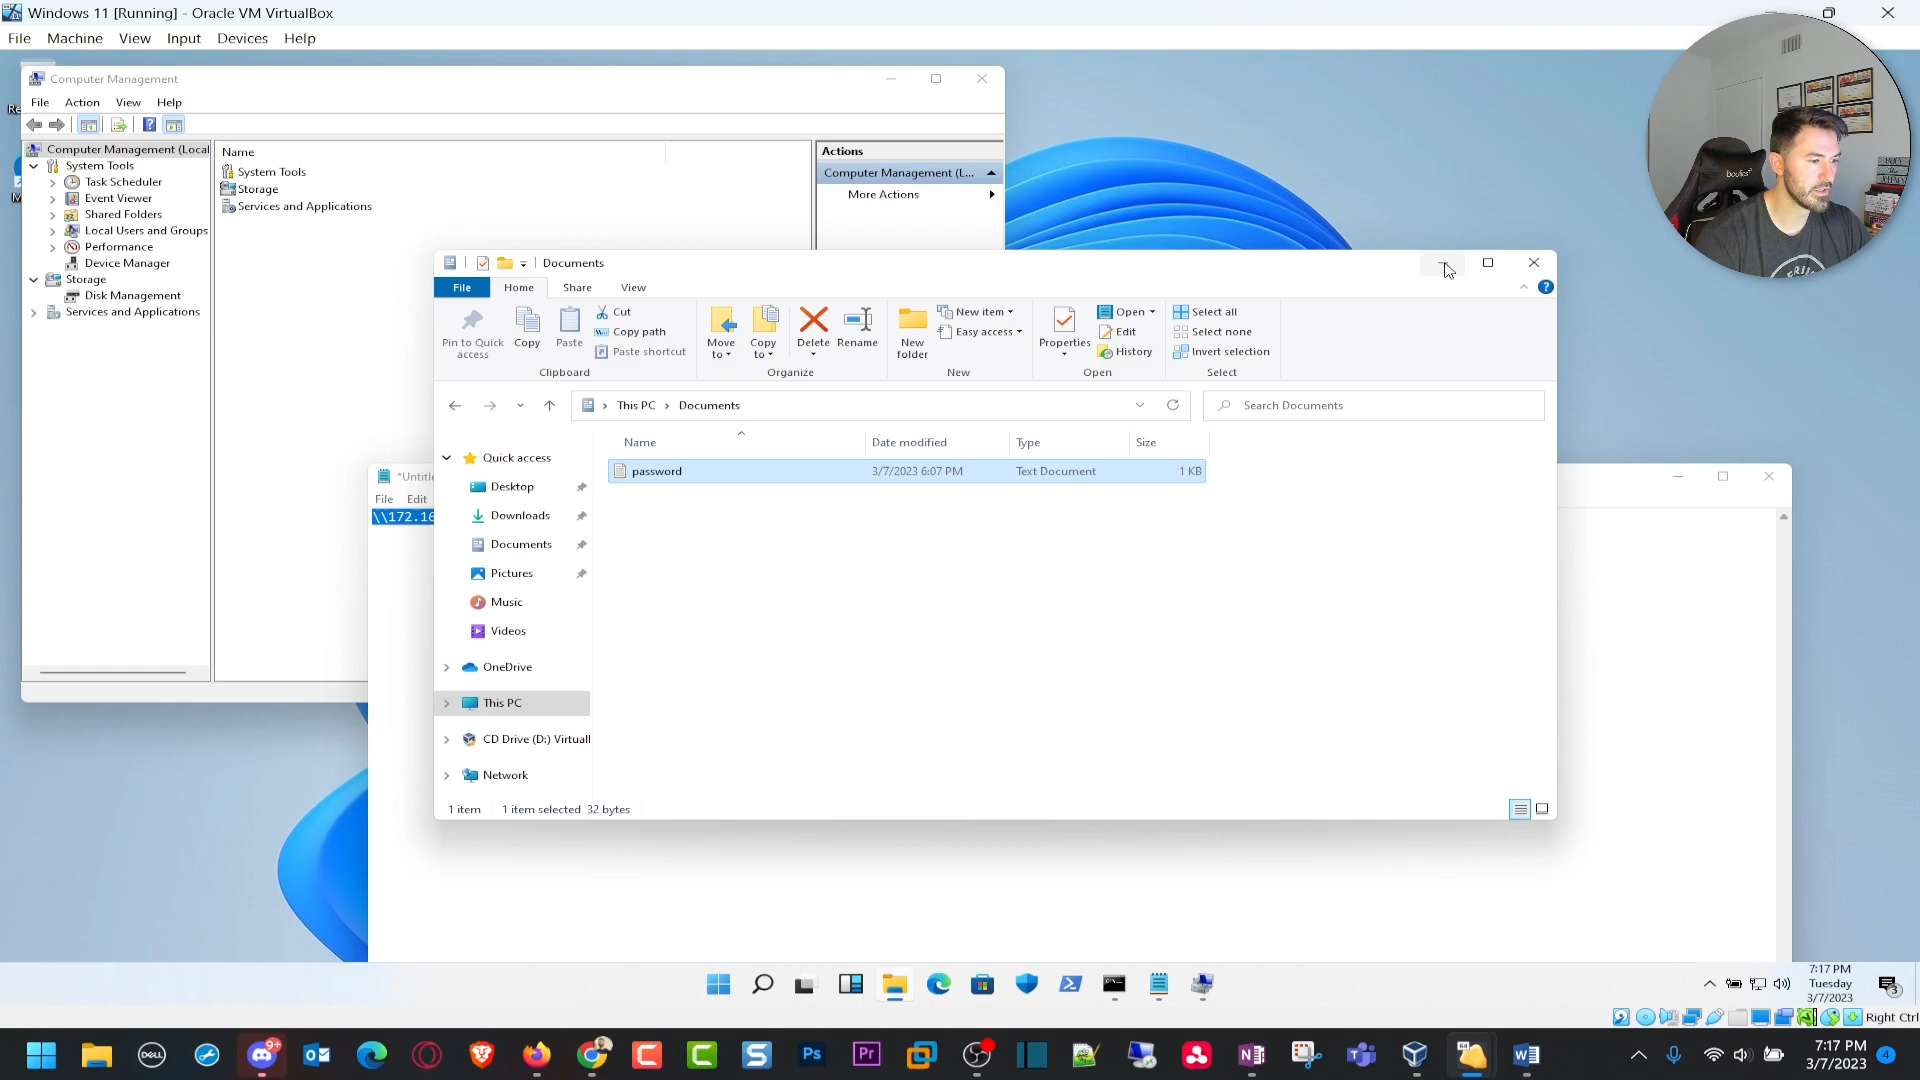 Windows 11 [Running] - Oracle VM VirtualBox
File Machine View Input Devices Help
Computer Management
File Action View Help
Computer Management (Local
System Tools
Task Scheduler
Event Viewer
Shared Folders
Local Users and Groups
Performance
Device Manager
Storage
Disk Management
Services and Applications
Name
System Tools
Storage
Services and Applications
Actions
Computer Management (L...
More Actions
*Untitle
File Edit
\\172.16
Documents
File Home Share View
Pin to Quick access
Copy
Paste
Cut
Copy path
Paste shortcut
Clipboard
Move to
Copy to
Delete
Rename
Organize
New folder
New item
Easy access
New
Properties
Open
Edit
History
Open
Select all
Select none
Invert selection
Select
This PC > Documents
Search Documents
Quick access
Desktop
Downloads
Documents
Pictures
Music
Videos
OneDrive
This PC
CD Drive (D:) Virtuall
Network
Name Date modified Type Size
password 3/7/2023 6:07 PM Text Document 1 KB
1 item 1 item selected 32 bytes
7:17 PM
Tuesday
3/7/2023
3
Right Ctrl
DELL
9+
Ps
Pr
64
7:17 PM
3/7/2023
4